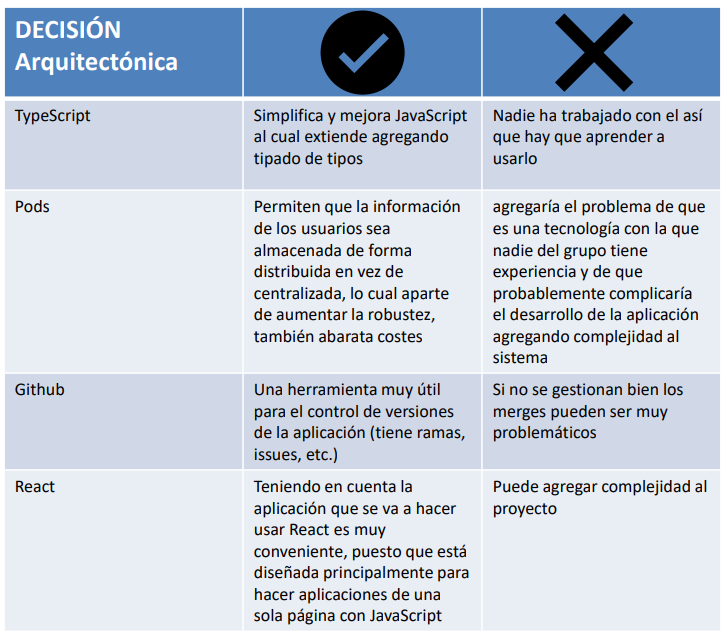 DECISIÓN
Arquitectónica
TypeScript
Simplifica y mejora JavaScript
al cual extiende agregando
tipado de tipos
Nadie ha trabajado con el así
que hay que aprender a
usarlo
Pods
Permiten que la información
de los usuarios sea
almacenada de forma
distribuida en vez de
centralizada, lo cual aparte
de aumentar la robustez,
también abarata costes
agregaría el problema de que
es una tecnología con la que
nadie del grupo tiene
experiencia y de que
probablemente complicaría
el desarrollo de la aplicación
agregando complejidad al
sistema
Github
Una herramienta muy útil
para el control de versiones
de la aplicación (tiene ramas,
issues, etc.)
Si no se gestionan bien los
merges pueden ser muy
problemáticos
React
Teniendo en cuenta la
aplicación que se va a hacer
usar React es muy
conveniente, puesto que está
diseñada principalmente para
hacer aplicaciones de una
sola página con JavaScript
Puede agregar complejidad al
proyecto